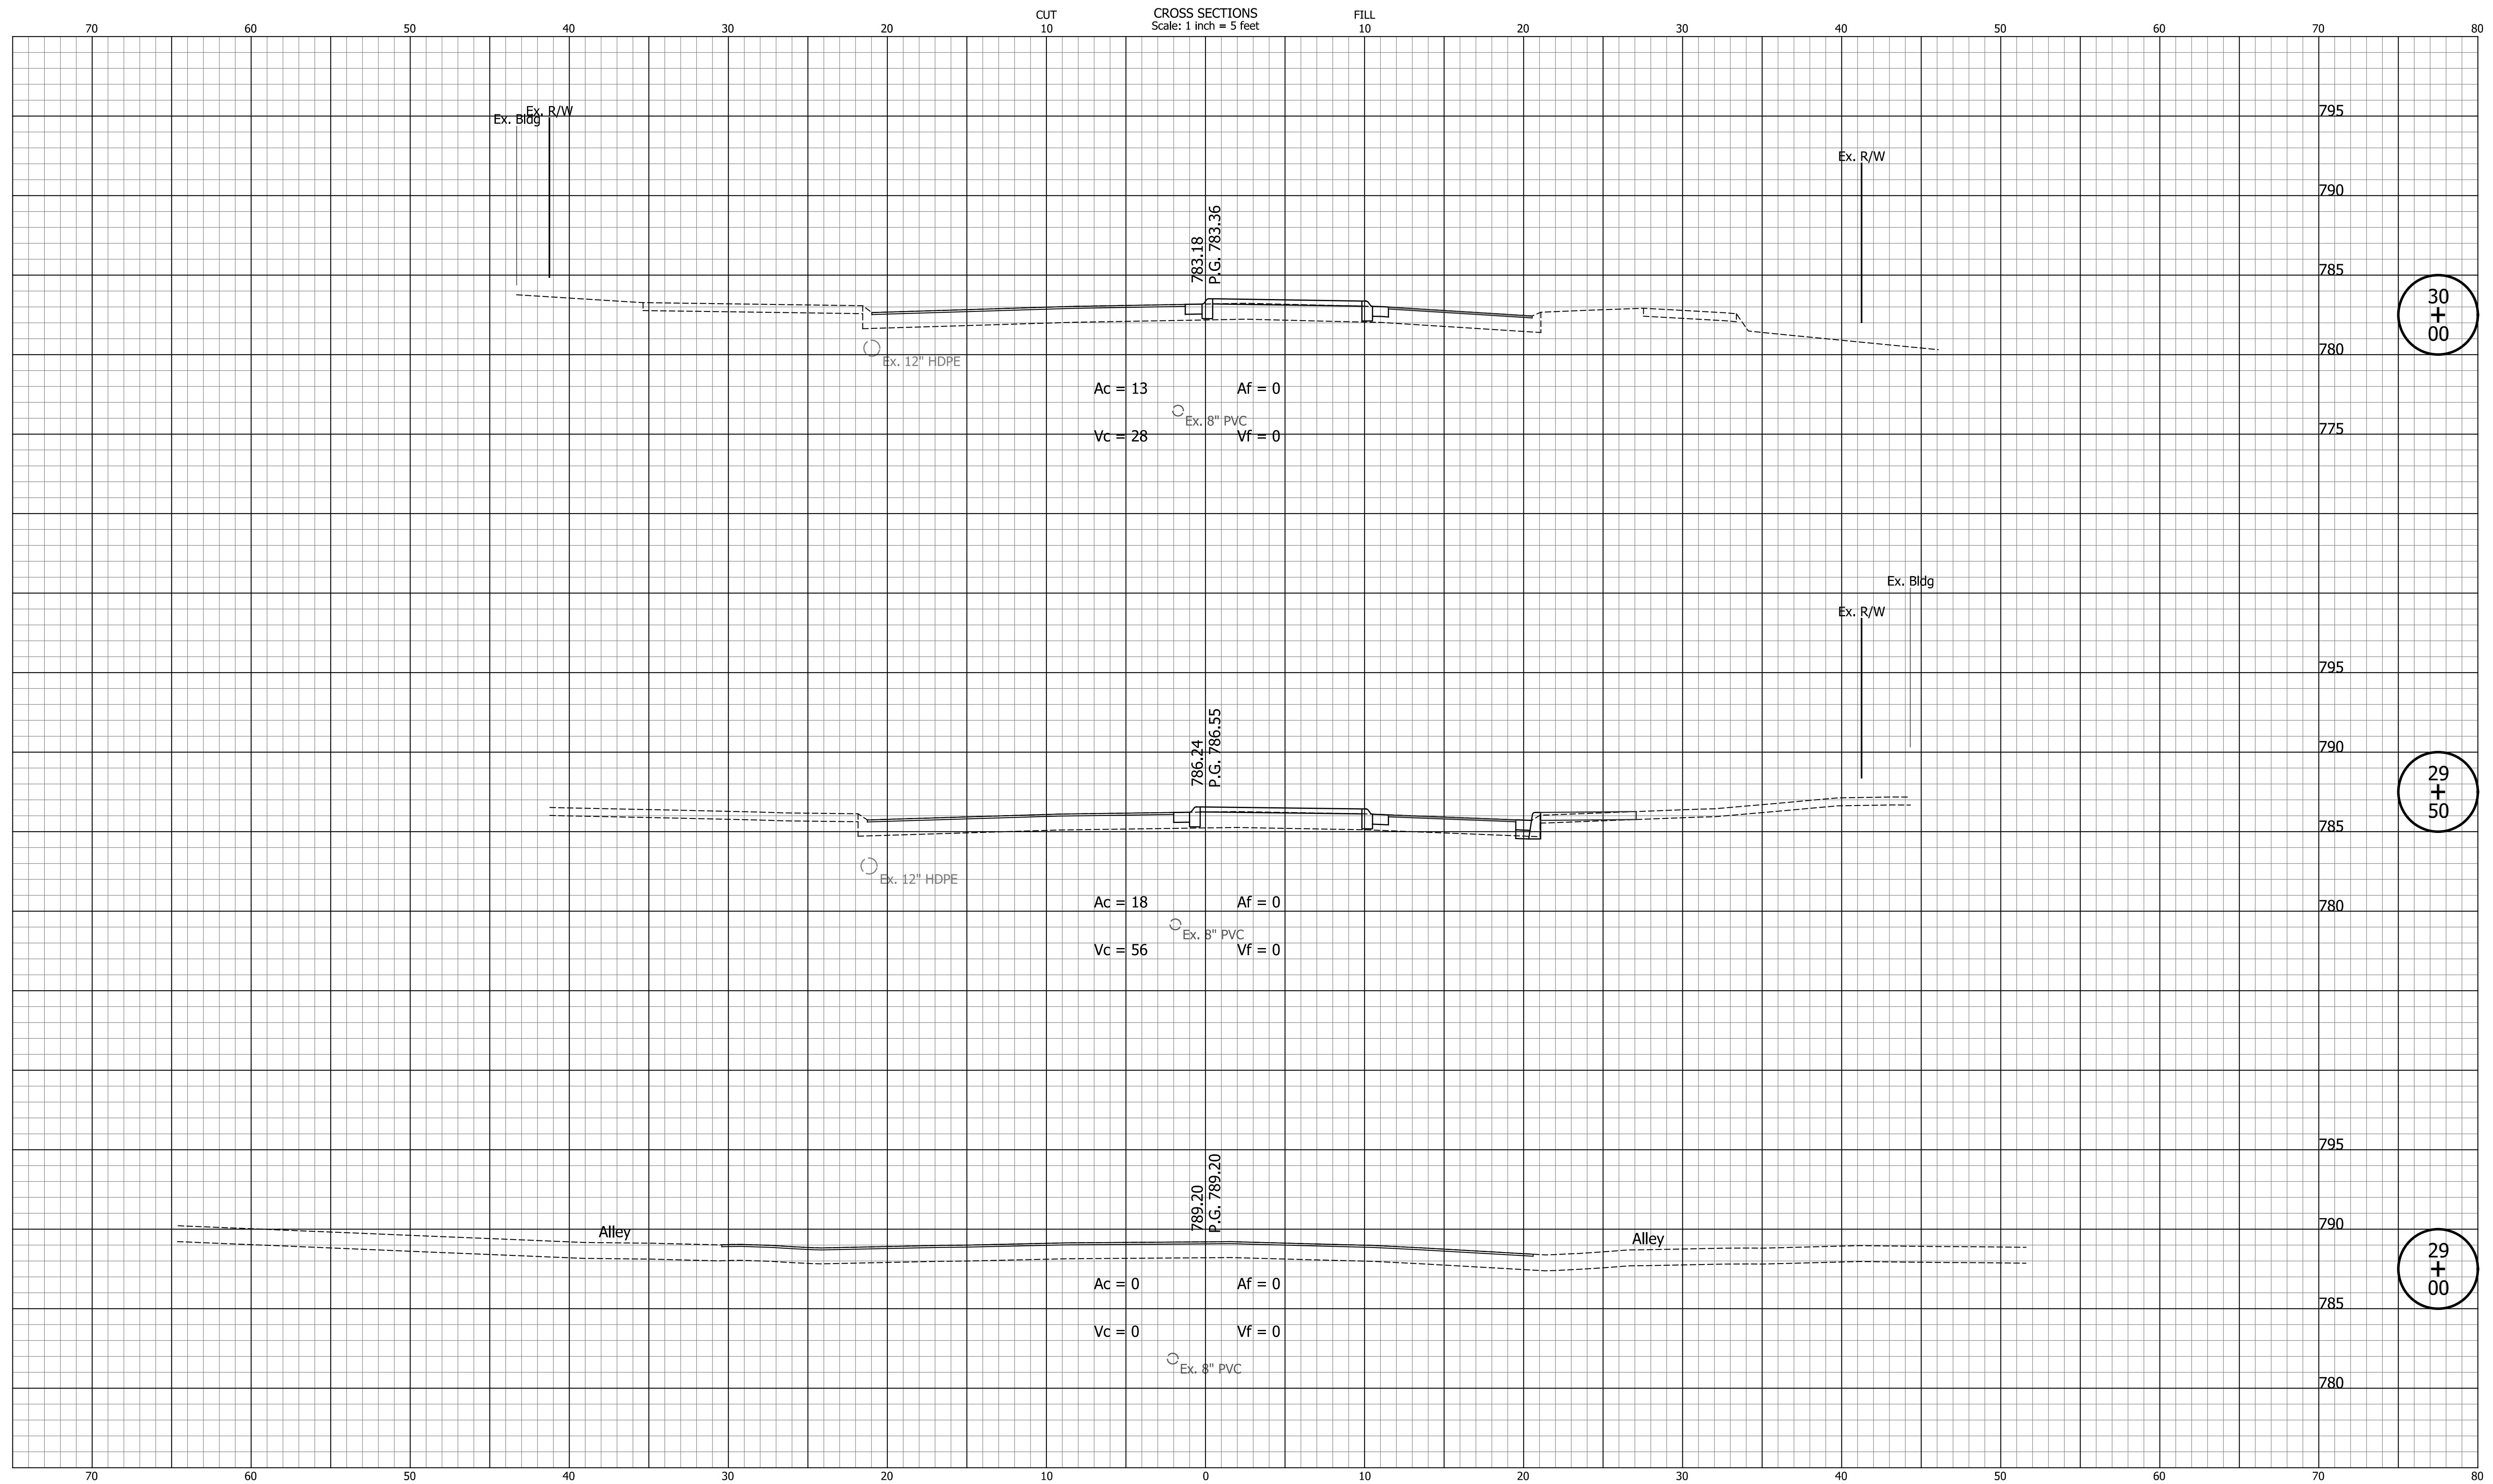 CUT CROSS SECTIONS FILL
Scale: 1 inch = 5 feet
70 60 50 40 30 20 10 10 20 30 40 50 60 70 80
Ex. R/W 795
Ex. Bldg
Ex. R/W
790
783.18
P.G. 783.36
785
30
+
00
780
Ex. 12" HDPE
Ac = 13 Af = 0
Ex. 8" PVC
Vc = 28 Vf = 0 775
Ex. Bldg
Ex. R/W
795
786.24
P.G. 786.55
790
29
+
50
785
Ex. 12" HDPE
Ac = 18 Af = 0 780
Ex. 8" PVC
Vc = 56 Vf = 0
795
789.20
P.G. 789.20
790
Alley
Alley
29
+
00
Ac = 0 Af = 0
785
Vc = 0 Vf = 0
Ex. 8" PVC
780
70 60 50 40 30 20 10 0 10 20 30 40 50 60 70 80